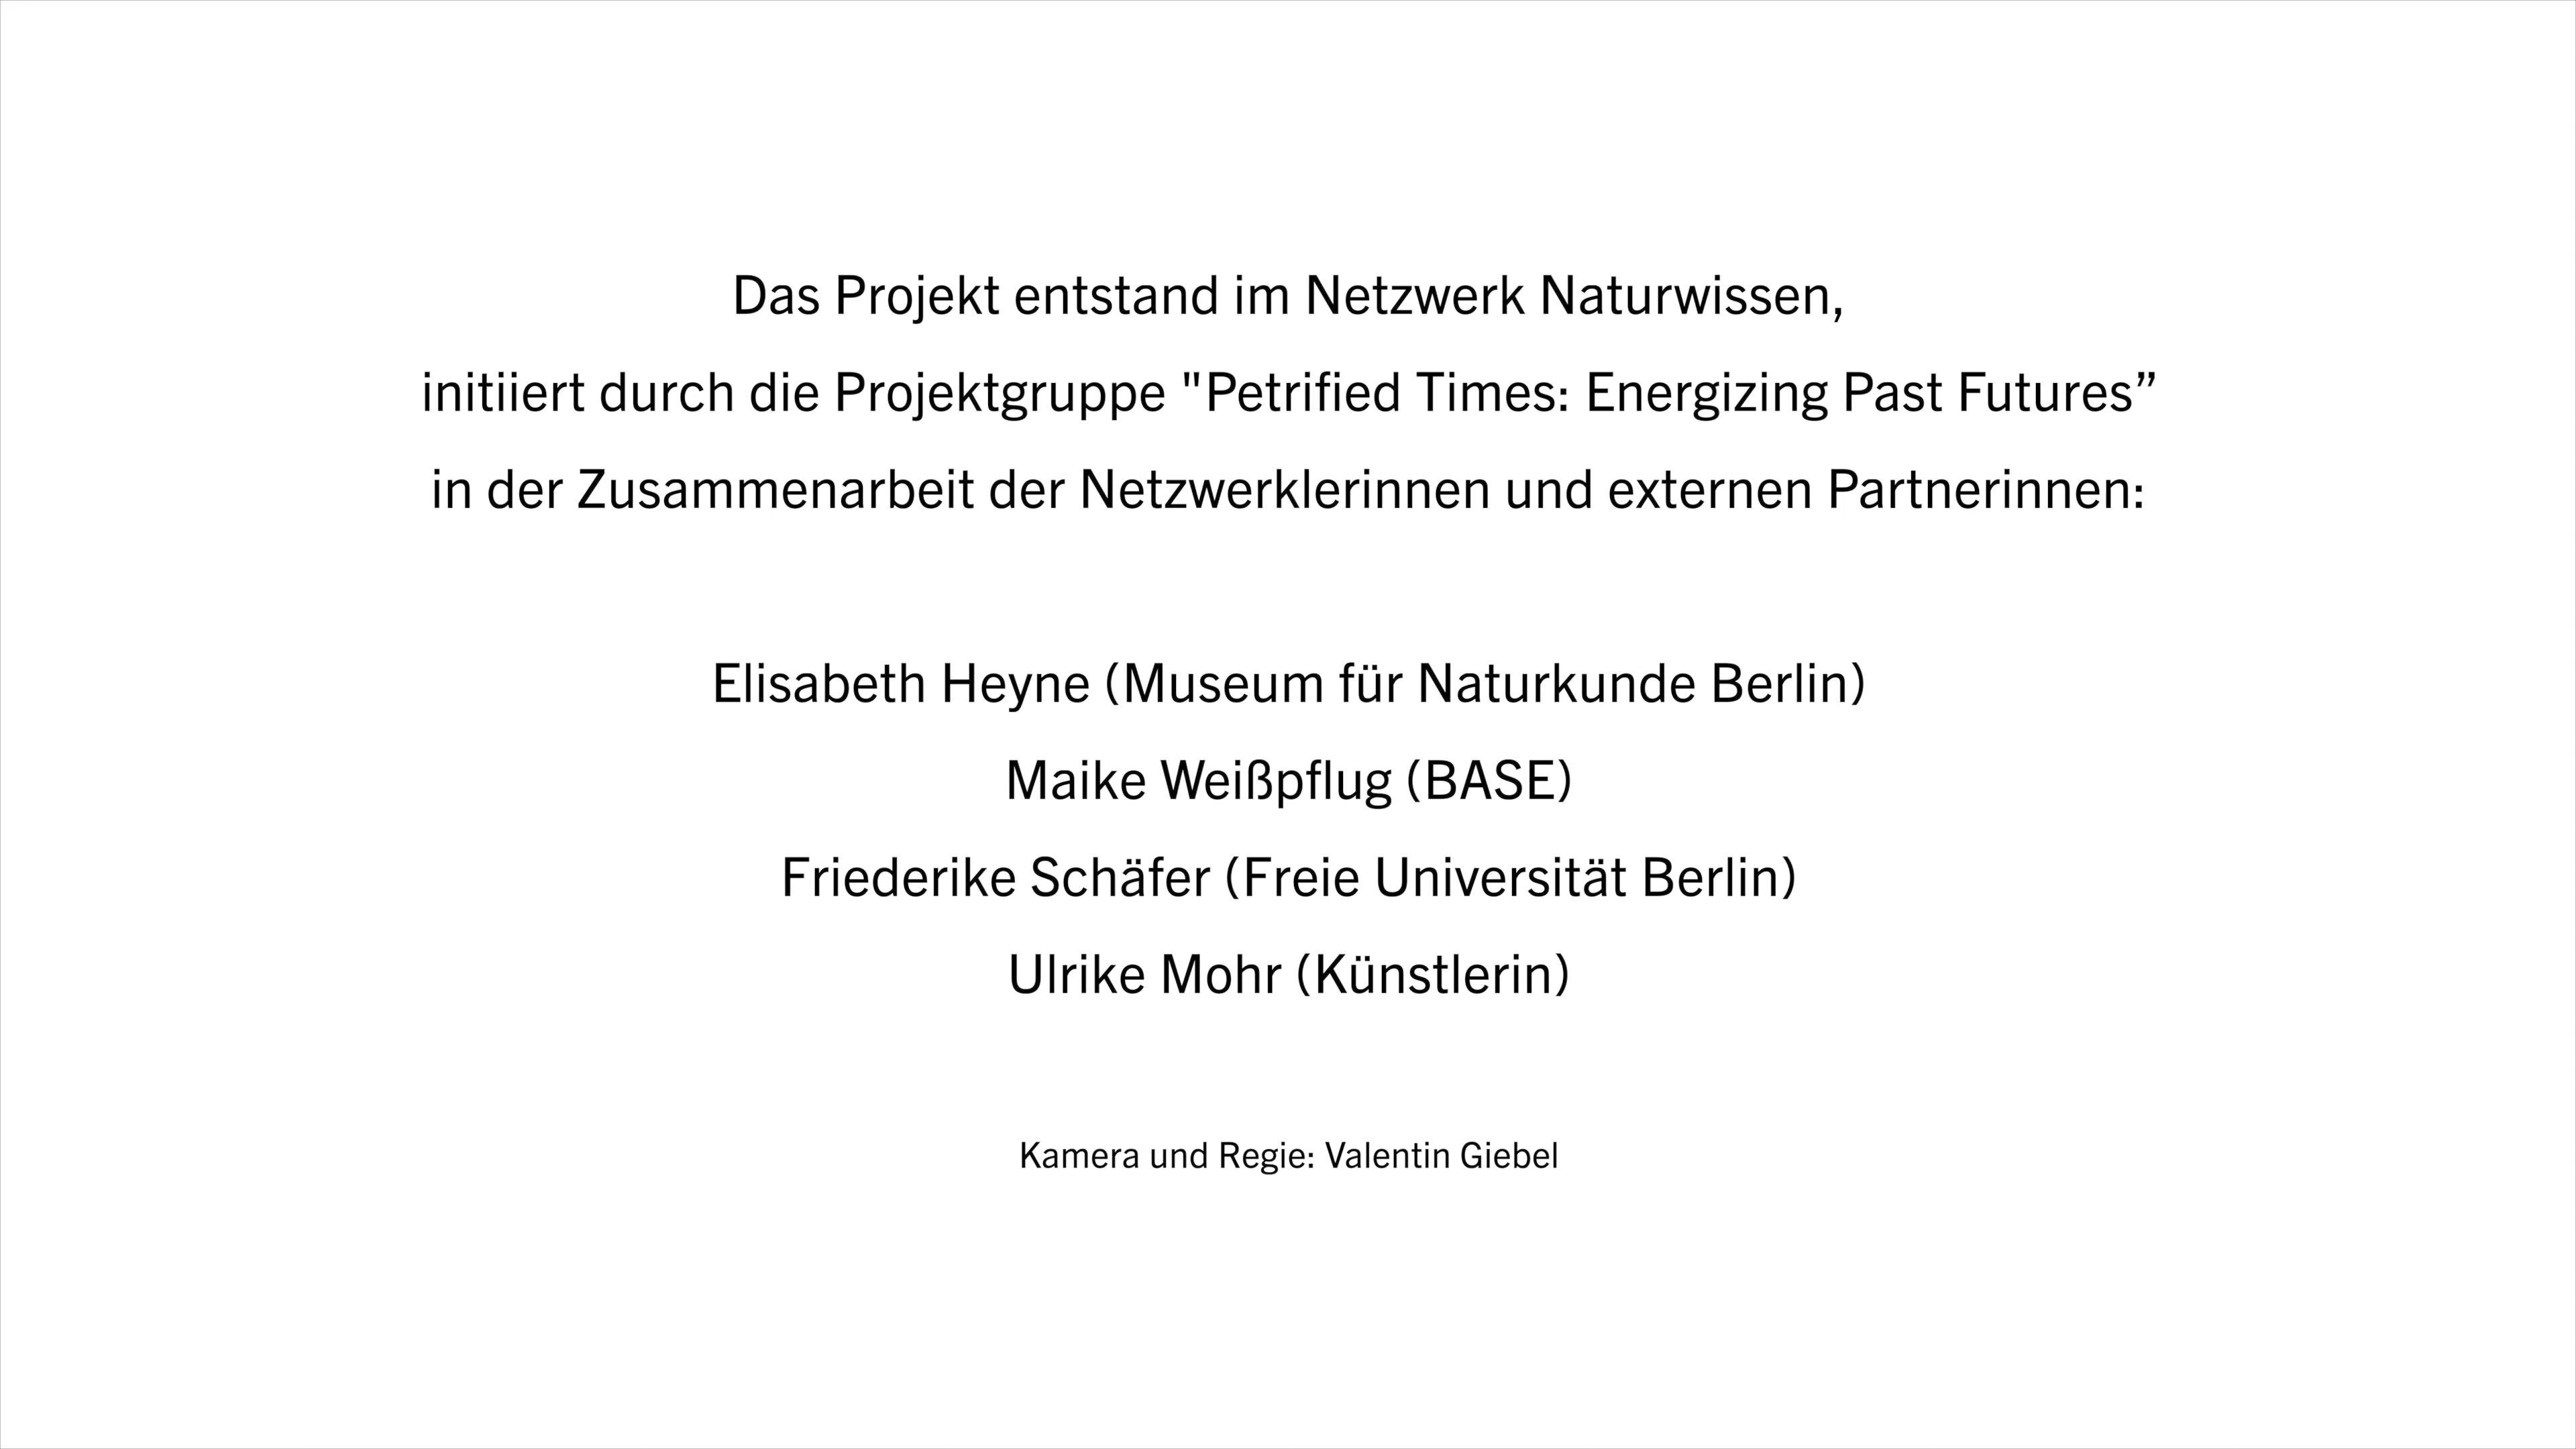 Das Projekt entstand im Netzwerk Naturwissen,
initiiert durch die Projektgruppe "Petrified Times: Energizing Past Futures”
in der Zusammenarbeit der Netzwerklerinnen und externen Partnerinnen:
Elisabeth Heyne (Museum für Naturkunde Berlin)
Maike Weißpflug (BASE)
Friederike Schäfer (Freie Universität Berlin)
Ulrike Mohr (Künstlerin)
Kamera und Regie: Valentin Giebel